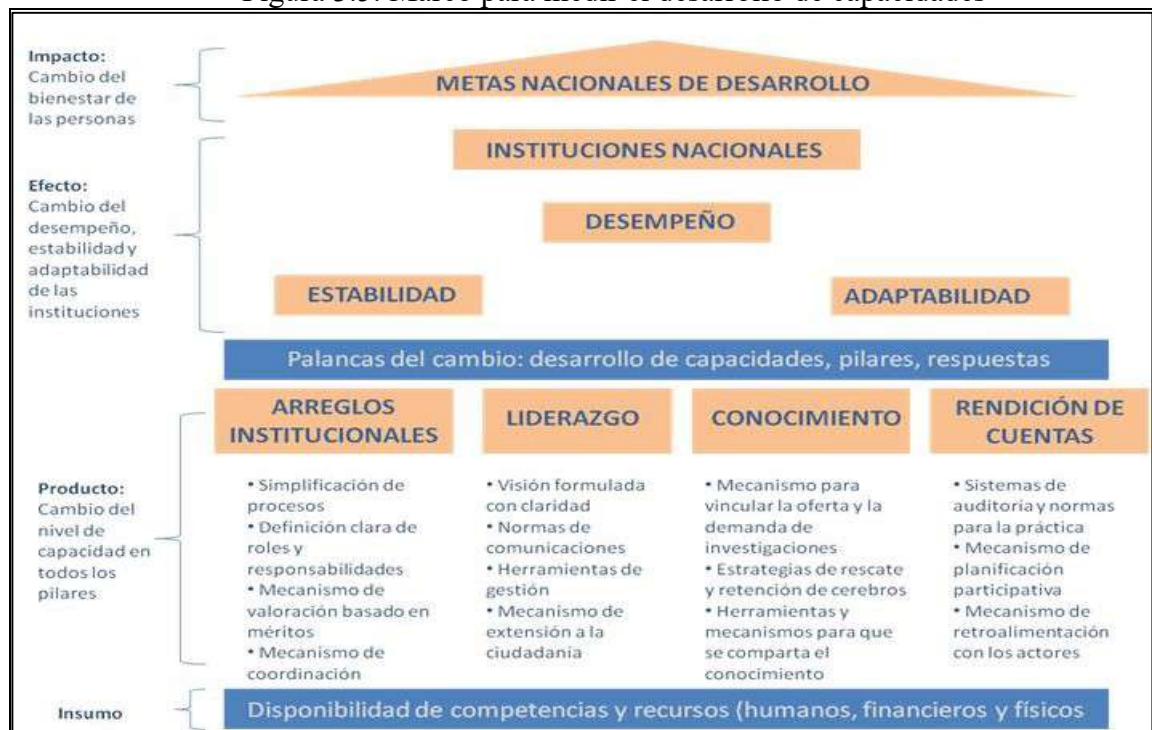 Impacto:
Cambio del
bienestar de
las personas
METAS NACIONALES DE DESARROLLO
INSTITUCIONES NACIONALES
Efecto:
Cambio del
desempeño,
estabilidad y
adaptabilidad
de las
instituciones
DESEMPEÑO
ESTABILIDAD
ADAPTABILIDAD
Palancas del cambio: desarrollo de capacidades, pilares, respuestas
Producto:
Cambio del
nivel de
capacidad en
todos los
pilares
ARREGLOS
INSTITUCIONALES
• Simplificación de
procesos
• Definición clara de
roles y
responsabilidades
• Mecanismo de
valoración basado en
méritos
• Mecanismo de
coordinación
LIDERAZGO
• Visión formulada
con claridad
• Normas de
comunicaciones
• Herramientas de
gestión
• Mecanismo de
extensión a la
ciudadanía
CONOCIMIENTO
• Mecanismo para
vincular la oferta y la
demanda de
investigaciones
• Estrategias de rescate
y retención de cerebros
• Herramientas y
mecanismos para que
se comparta el
conocimiento
RENDICIÓN DE
CUENTAS
• Sistemas de
auditoria y normas
para la práctica
• Mecanismo de
planificación
participativa
• Mecanismo de
retroalimentación
con los actores
Insumo
Disponibilidad de competencias y recursos (humanos, financieros y físicos